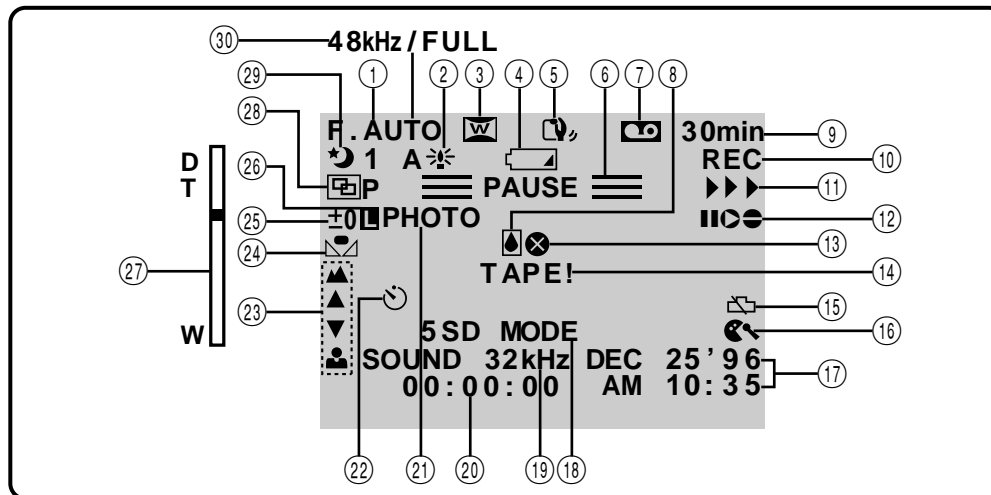 30 48kHz/FULL
29 1 2 3 4 5 6 7 8
28 F.AUTO W 30min 9
1 A REC 10
26 D T P PAUSE 11
25 ±0 L PHOTO 12
24 13
27 TAPE! 14
23 15
W 16
5SD MODE
SOUND 32kHz DEC 25'96 17
00:00:00 AM 10:35
22 21 20 19 18